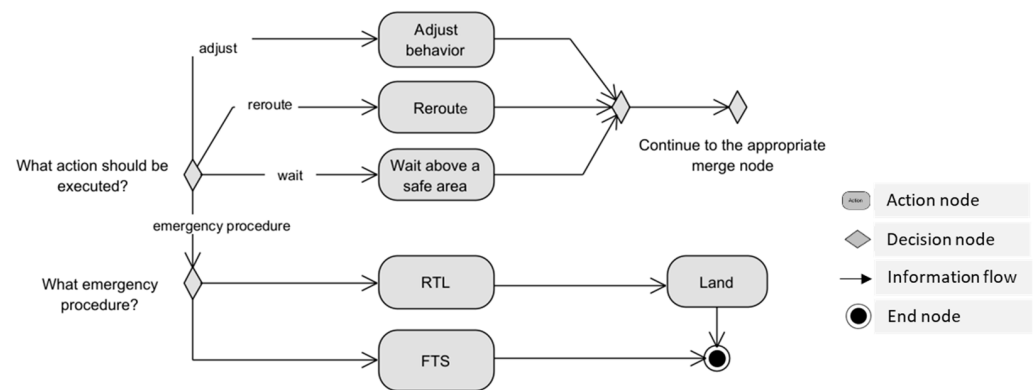 adjust
Adjust
behavior
reroute
Reroute
What action should be
executed?
wait
Wait above a
safe area
Continue to the appropriate
merge node
emergency procedure
What emergency
procedure?
RTL
Land
FTS
Action
Action node
Decision node
Information flow
End node